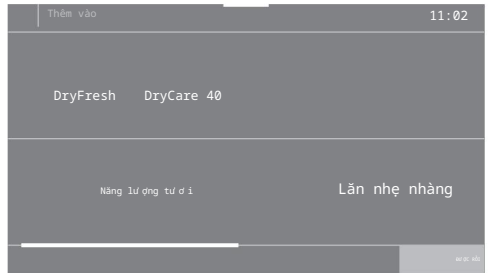 Thêm vào 11:02
DryFresh DryCare 40
Năng lượng tươi Lăn nhẹ nhàng